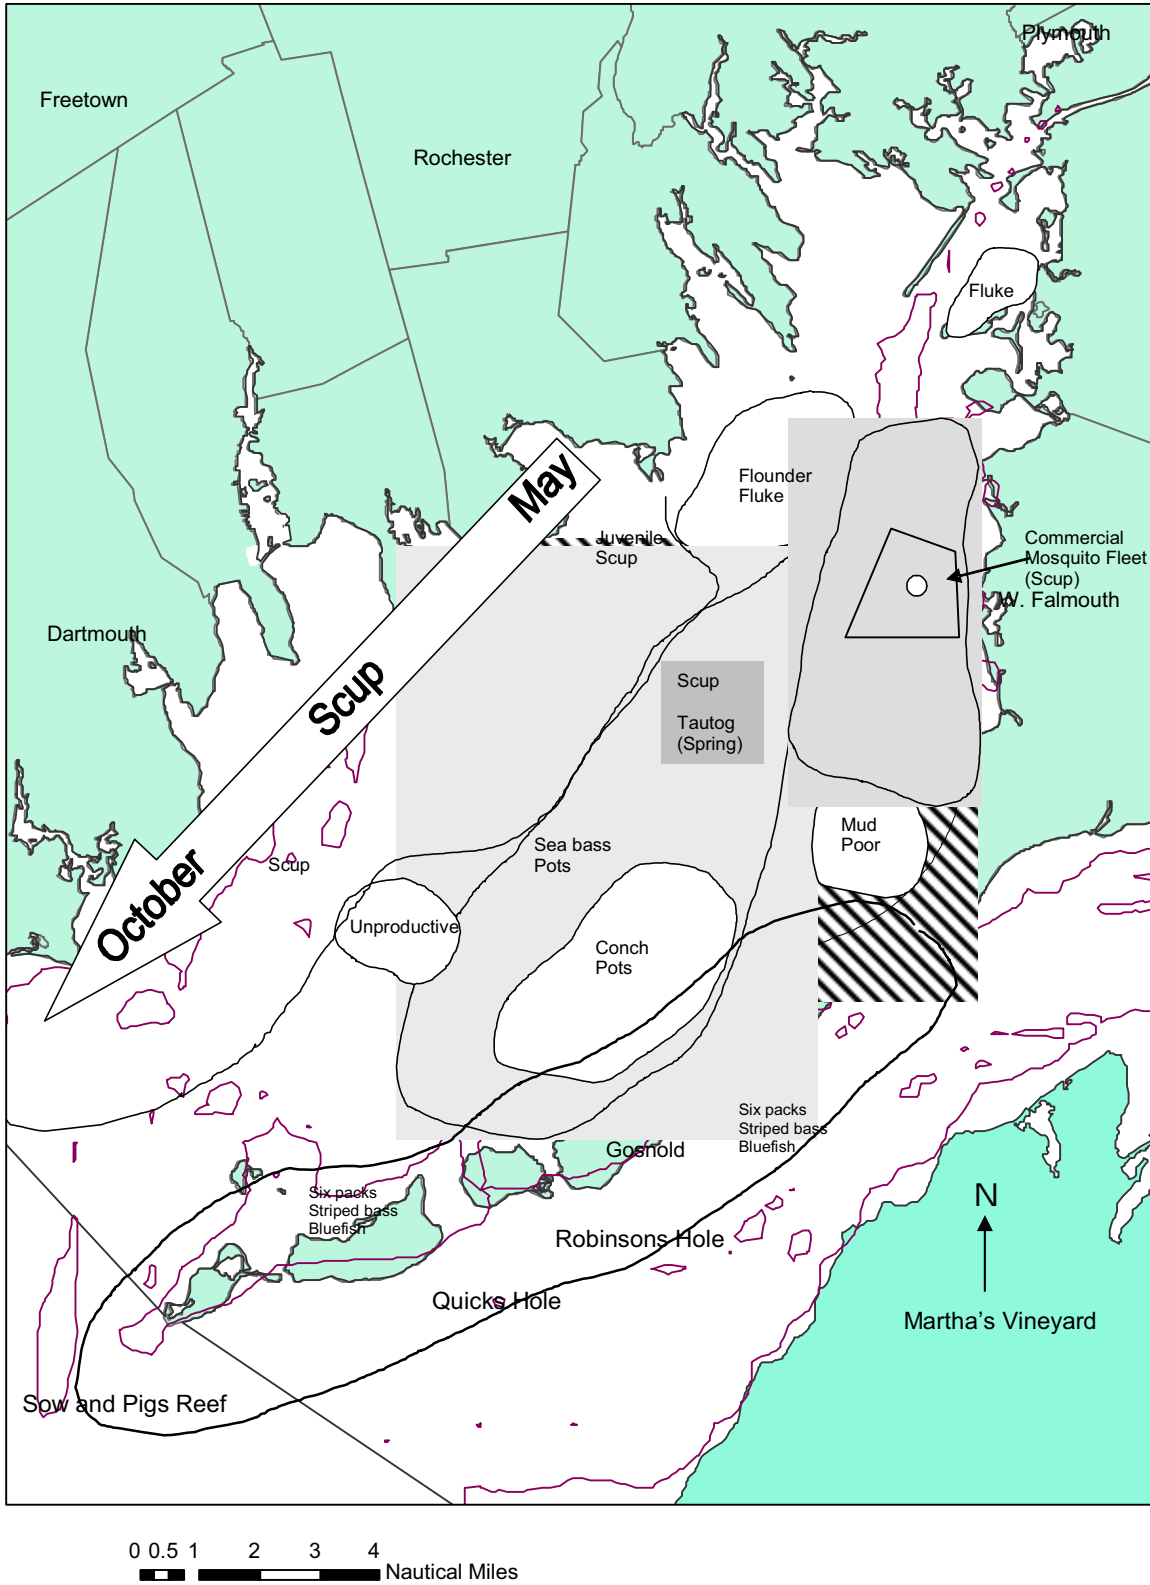 Plymouth
Freetown
Rochester
Fluke
May
Flounder
Fluke
Juvenile
Scup
Commercial
Mosquito Fleet
(Scup)
W. Falmouth
Dartmouth
Scup
Scup
Tautog
(Spring)
Mud
Poor
Sea bass
Pots
October
Scup
Unproductive
Conch
Pots
Six packs
Striped bass
Bluefish
Gosnold
Six packs
Striped bass
Bluefish
N
Robinsons Hole
Quicks Hole
Martha's Vineyard
Sow and Pigs Reef
0 0.5 1 2 3 4
Nautical Miles